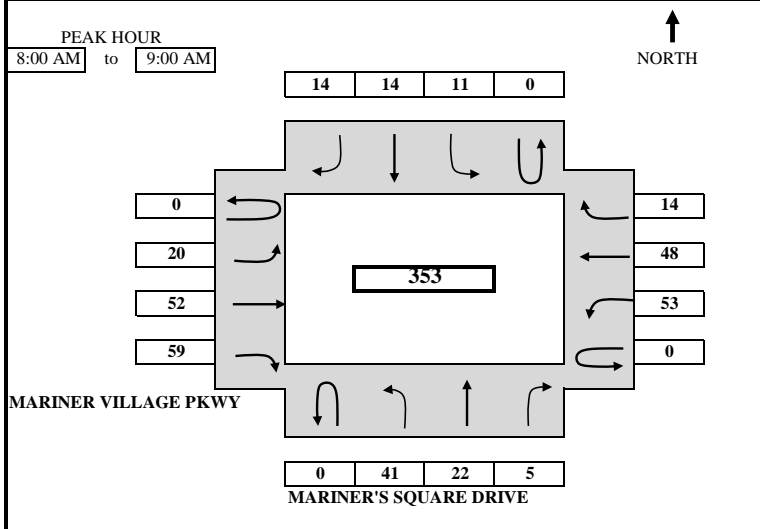 PEAK HOUR
8:00 AM to 9:00 AM
NORTH
14 14 11 0
0 14
20 48
353
52 53
59 0
MARINER VILLAGE PKWY
0 41 22 5
MARINER'S SQUARE DRIVE